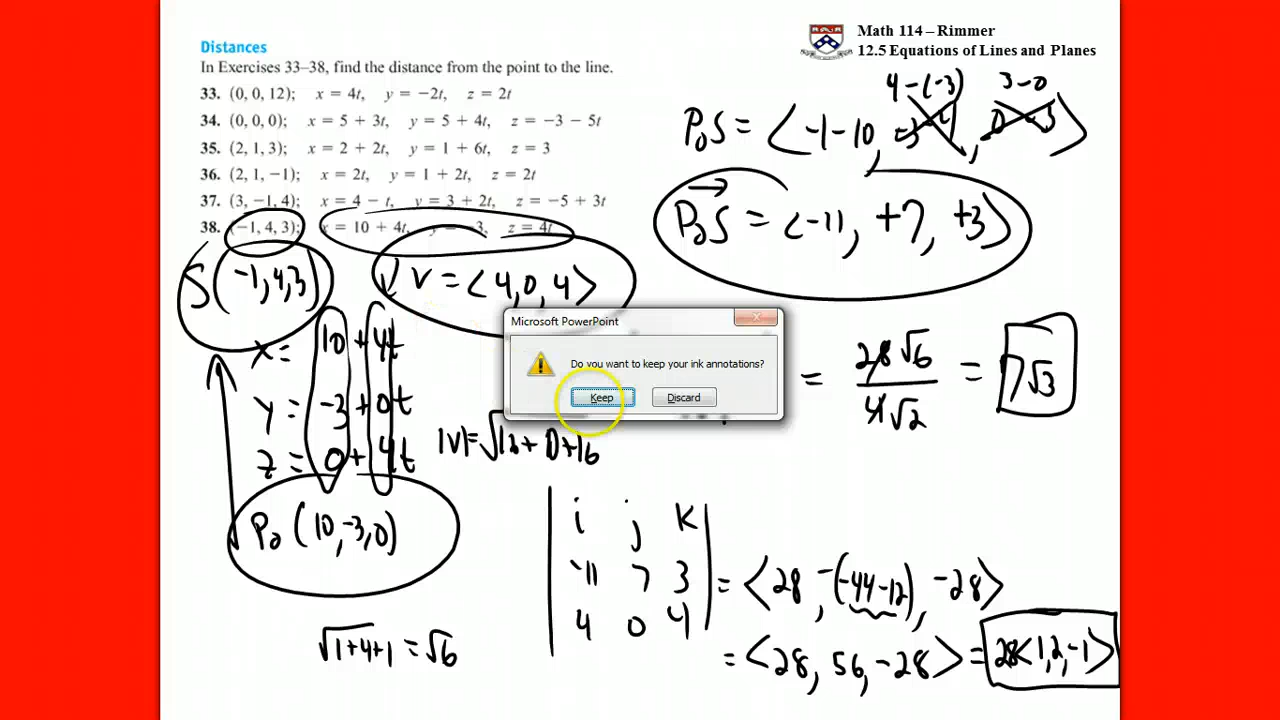 Math 114 – Rimmer
12.5 Equations of Lines and Planes
Distances
In Exercises 33–38, find the distance from the point to the line.
33. (0, 0, 12); x = 4t, y = −2t, z = 2t
34. (0, 0, 0); x = 5 + 3t, y = 5 + 4t, z = −3 − 5t
35. (2, 1, 3); x = 2 + 2t, y = 1 + 6t, z = 3
36. (2, 1, −1); x = 2t, y = 1 + 2t, z = 2t
37. (3, −1, 4); x = 4 − t, y = 3 + 2t, z = −5 + 3t
38. (−1, 4, 3); x = 10 + 4t, y = −3, z = 4t
4-(-3) 3-0
P₀S = ⟨-1-10, , ⟩
P₀S = ⟨-11, +7, +3⟩
S(-1,4,3)
V = ⟨4,0,4⟩
x = 10 + 4t
y = -3 + 0t
z = 0 + 4t
P₀(10,-3,0)
Microsoft PowerPoint
Do you want to keep your ink annotations?
Keep
Discard
= 28√6 / 4√2 = 7√3
|V| = √16 + 0 + 16
i j k
-11 7 3
4 0 4
= ⟨28, -(-44-12), -28⟩
= ⟨28, 56, -28⟩ = 28⟨1,2,-1⟩
√1+4+1 = √6